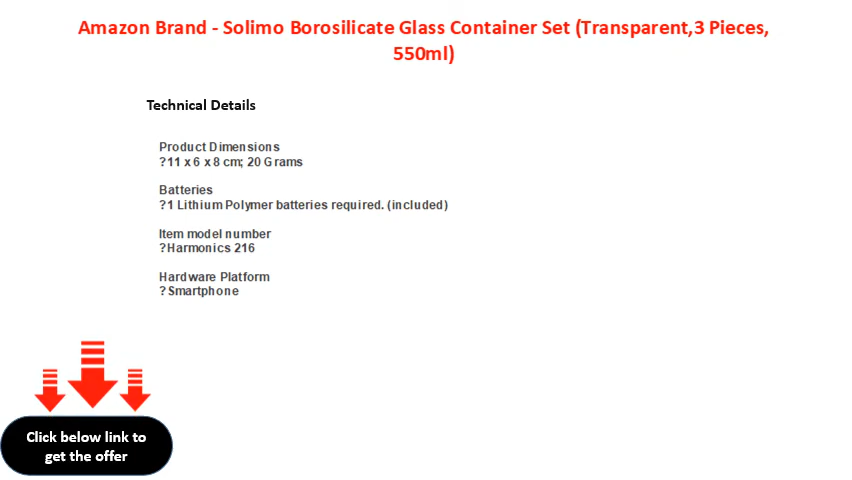 Amazon Brand - Solimo Borosilicate Glass Container Set (Transparent,3 Pieces,
550ml)
Technical Details
Product Dimensions
?11 x 6 x 8 cm; 20 Grams
Batteries
?1 Lithium Polymer batteries required. (included)
Item model number
?Harmonics 216
Hardware Platform
?Smartphone
Click below link to
get the offer